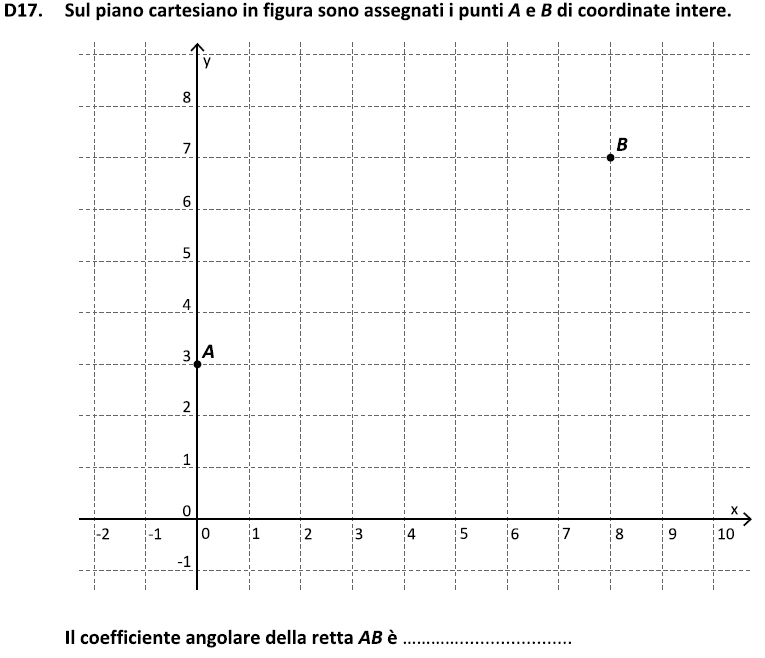 D17. Sul piano cartesiano in figura sono assegnati i punti A e B di coordinate intere.
y
8
B
7
6
5
4
3 A
2
1
0 x
-2 -1 0 1 2 3 4 5 6 7 8 9 10
-1
Il coefficiente angolare della retta AB è ..................................